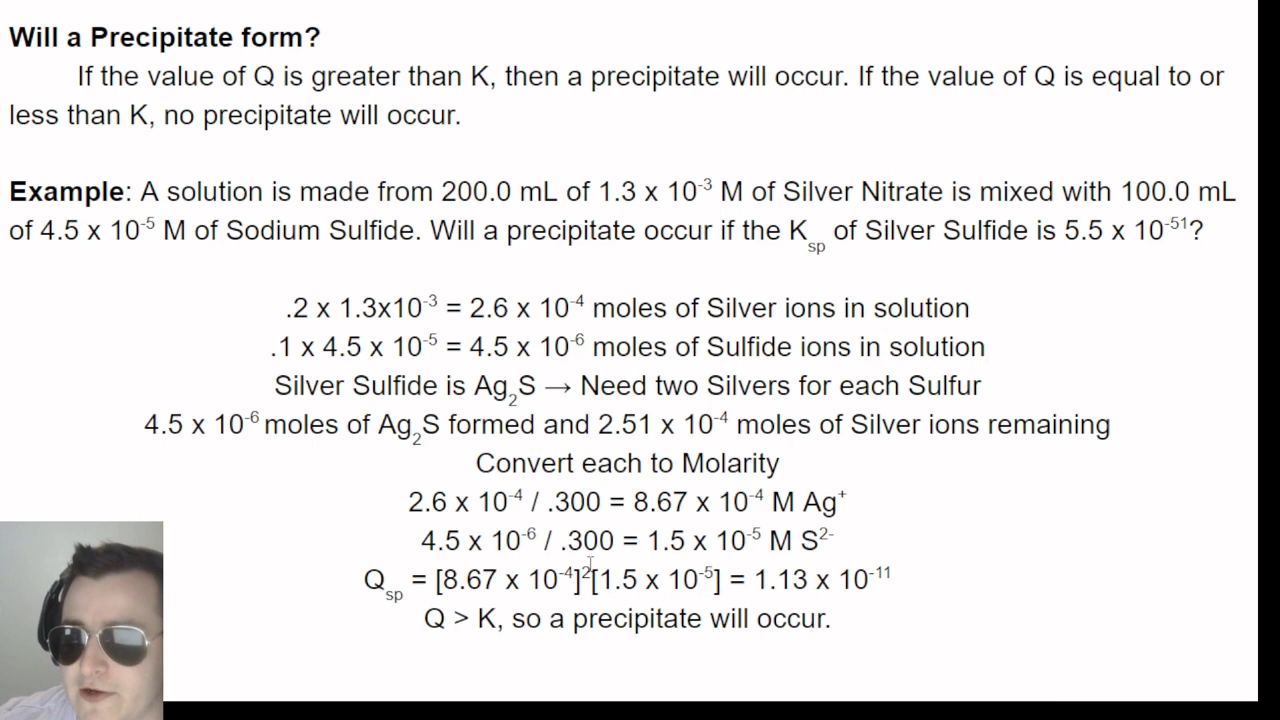 Will a Precipitate form?
If the value of Q is greater than K, then a precipitate will occur. If the value of Q is equal to or
less than K, no precipitate will occur.
Example: A solution is made from 200.0 mL of 1.3 x 10⁻³ M of Silver Nitrate is mixed with 100.0 mL
of 4.5 x 10⁻⁵ M of Sodium Sulfide. Will a precipitate occur if the Ksp of Silver Sulfide is 5.5 x 10⁻⁵¹?
.2 x 1.3x10⁻³ = 2.6 x 10⁻⁴ moles of Silver ions in solution
.1 x 4.5 x 10⁻⁵ = 4.5 x 10⁻⁶ moles of Sulfide ions in solution
Silver Sulfide is Ag₂S → Need two Silvers for each Sulfur
4.5 x 10⁻⁶ moles of Ag₂S formed and 2.51 x 10⁻⁴ moles of Silver ions remaining
Convert each to Molarity
2.6 x 10⁻⁴ / .300 = 8.67 x 10⁻⁴ M Ag⁺
4.5 x 10⁻⁶ / .300 = 1.5 x 10⁻⁵ M S²⁻
Qsp = [8.67 x 10⁻⁴]²[1.5 x 10⁻⁵] = 1.13 x 10⁻¹¹
Q > K, so a precipitate will occur.